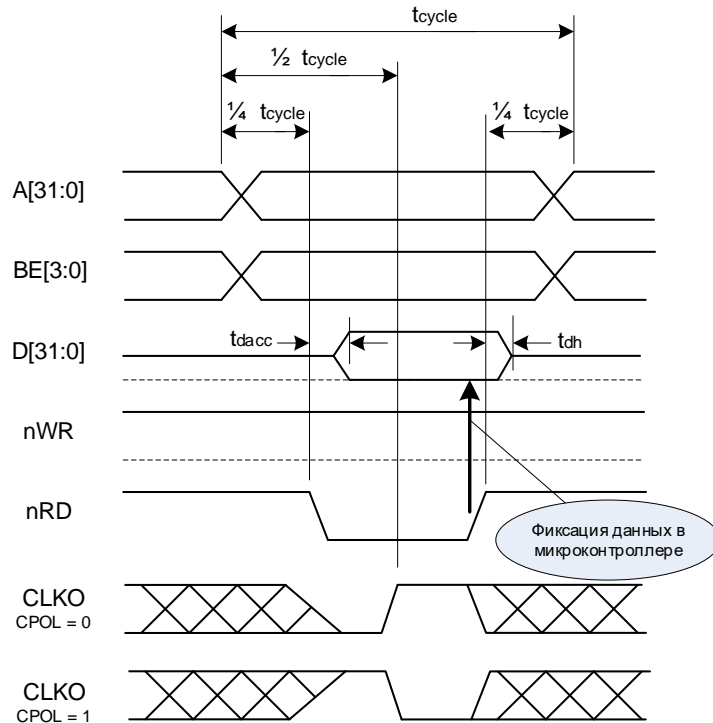 tcycle
½ tcycle
¼ tcycle
¼ tcycle
A[31:0]
BE[3:0]
D[31:0]
tdacc
tdh
nWR
nRD
Фиксация данных в
микроконтроллере
CLKO
CPOL = 0
CLKO
CPOL = 1